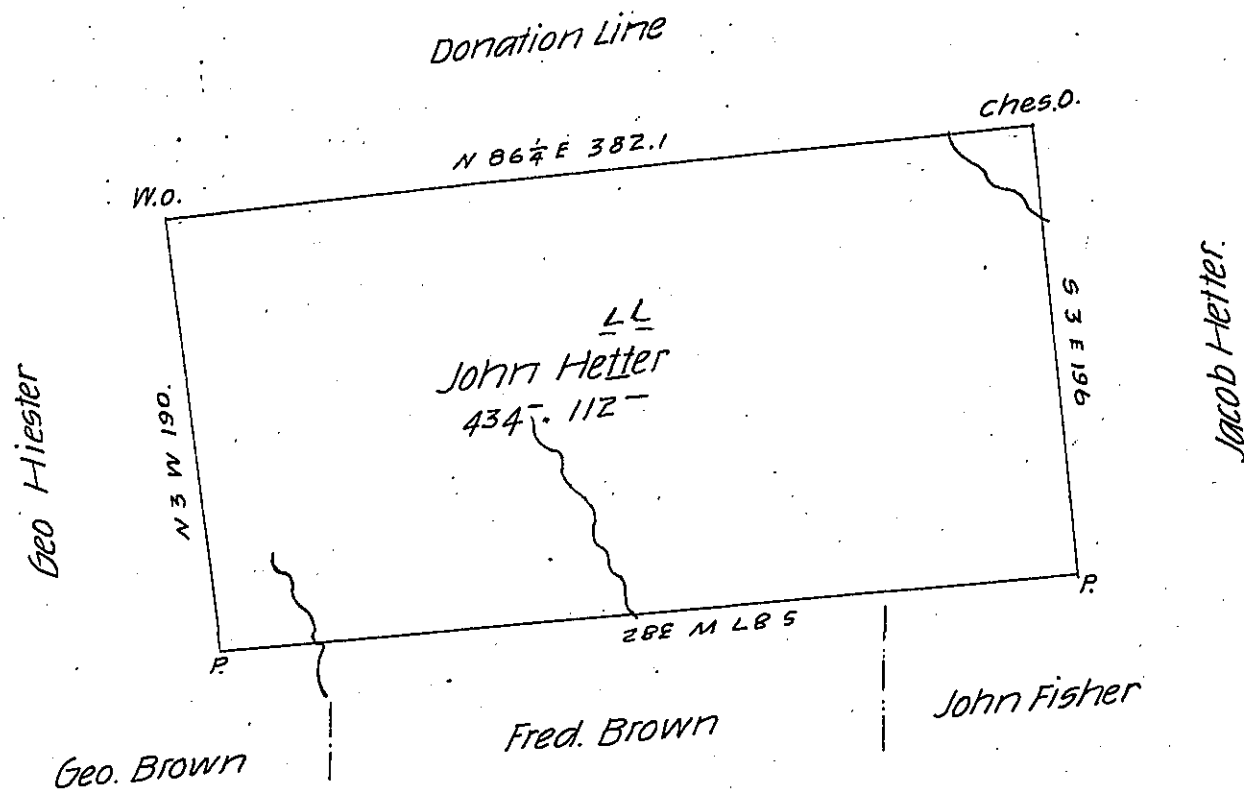 Donation Line
ches.O.
N 86¼ E 382.1
W.O.
Geo Hiester
N 3 W 190.
LL
John Hetter
434-. 112-
S 3 E 196
Jacob Hetter.
P.
S 87 W 382
P.
Geo. Brown
Fred. Brown
John Fisher